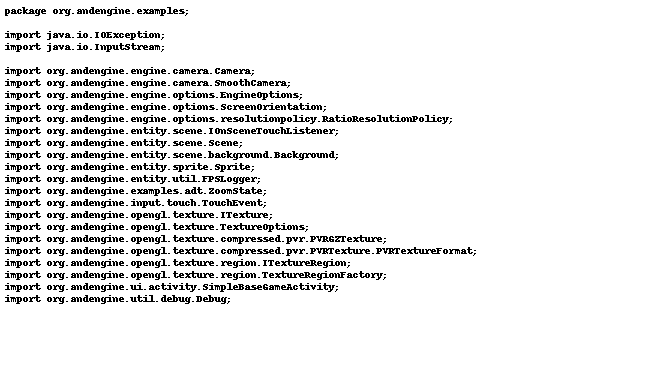 package org.andengine.examples;

import java.io.IOException;
import java.io.InputStream;

import org.andengine.engine.camera.Camera;
import org.andengine.engine.camera.SmoothCamera;
import org.andengine.engine.options.EngineOptions;
import org.andengine.engine.options.ScreenOrientation;
import org.andengine.engine.options.resolutionpolicy.RatioResolutionPolicy;
import org.andengine.entity.scene.IOnSceneTouchListener;
import org.andengine.entity.scene.Scene;
import org.andengine.entity.scene.background.Background;
import org.andengine.entity.sprite.Sprite;
import org.andengine.entity.util.FPSLogger;
import org.andengine.examples.adt.ZoomState;
import org.andengine.input.touch.TouchEvent;
import org.andengine.opengl.texture.ITexture;
import org.andengine.opengl.texture.TextureOptions;
import org.andengine.opengl.texture.compressed.pvr.PVRGZTexture;
import org.andengine.opengl.texture.compressed.pvr.PVRTexture.PVRTextureFormat;
import org.andengine.opengl.texture.region.ITextureRegion;
import org.andengine.opengl.texture.region.TextureRegionFactory;
import org.andengine.ui.activity.SimpleBaseGameActivity;
import org.andengine.util.debug.Debug;